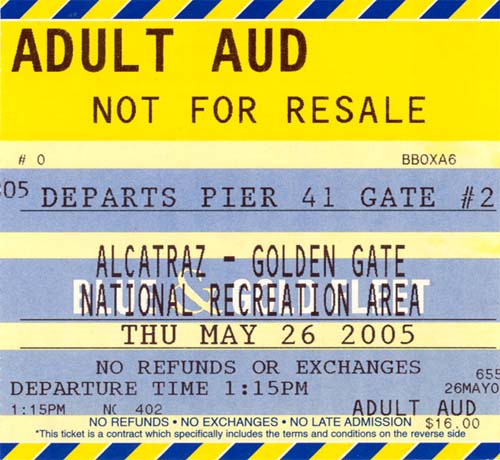 ADULT AUD
NOT FOR RESALE
# 0 BBOXA6
05 DEPARTS PIER 41 GATE #2
ALCATRAZ - GOLDEN GATE
BLUE & GOLD FLEET
NATIONAL RECREATION AREA
THU MAY 26 2005
NO REFUNDS OR EXCHANGES
655
DEPARTURE TIME 1:15PM 26MAY0
1:15PM NC 402 ADULT AUD
NO REFUNDS • NO EXCHANGES • NO LATE ADMISSION $16.00
*This ticket is a contract which specifically includes the terms and conditions on the reverse side